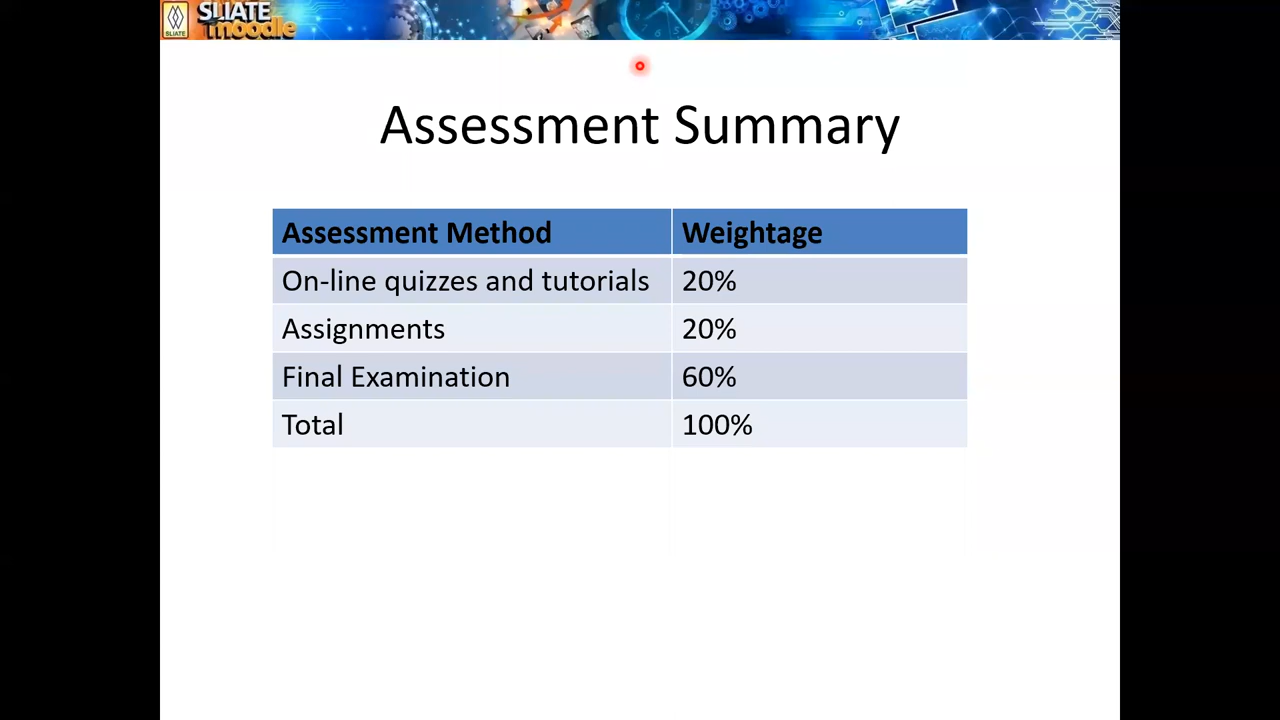 SLIATE
moodle
SLIATE
Assessment Summary
Assessment Method Weightage
On-line quizzes and tutorials 20%
Assignments 20%
Final Examination 60%
Total 100%